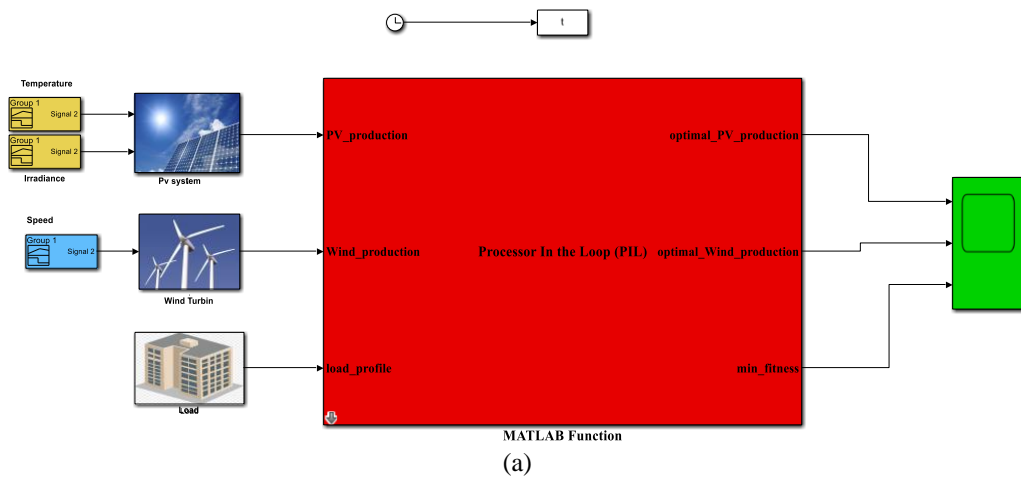 t
Temperature
Group 1
Signal 2
Group 1
Signal 2
Irradiance
Pv system
PV_production
optimal_PV_production
Speed
Group 1
Signal 2
Wind Turbin
Wind_production
Processor In the Loop (PIL)
optimal_Wind_production
Load
load_profile
min_fitness
MATLAB Function
(a)